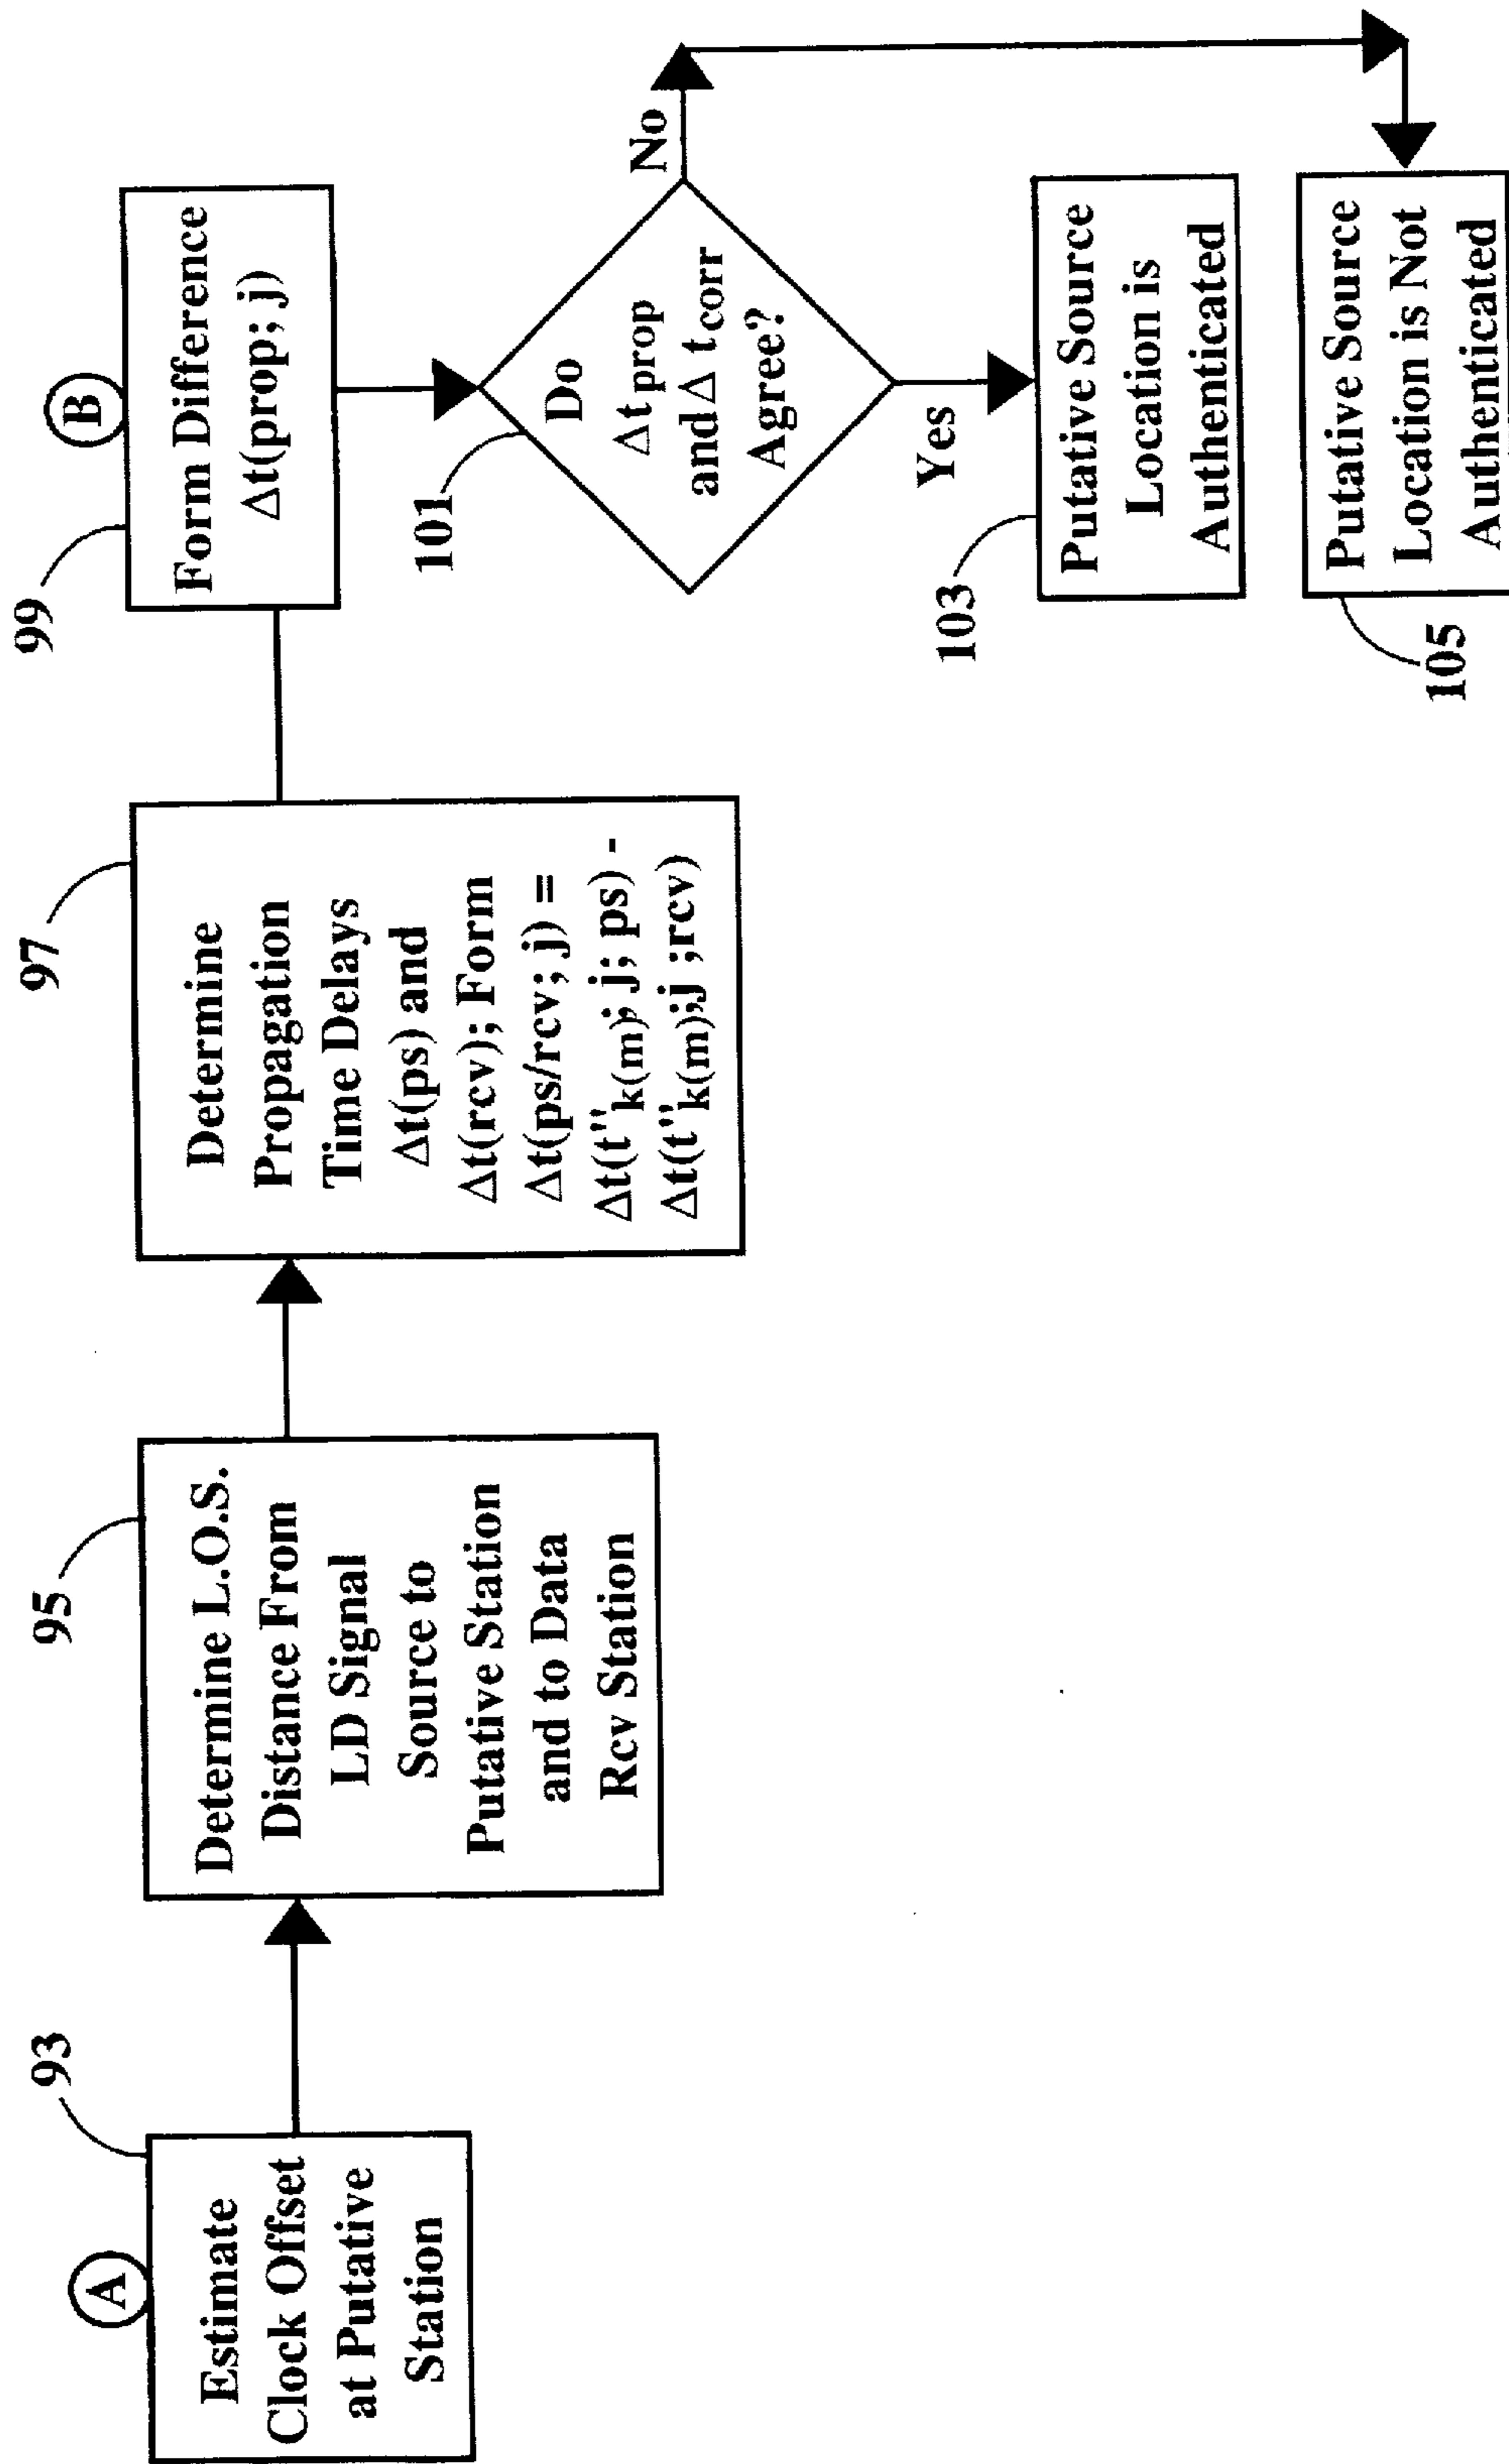 A
93
Estimate
Clock Offset
at Putative
Station
95
Determine L.O.S.
Distance From
LD Signal
Source to
Putative Station
and to Data
Rcv Station
97
Determine
Propagation
Time Delays
Δt(ps) and
Δt(rcv); Form
Δt(ps/rcv; j) =
Δt(t''k(m); j; ps) -
Δt(t''k(m);j ;rcv)
B
99
Form Difference
Δt(prop; j)
101
Do
Δt prop
and Δ t corr
Agree?
No
Yes
103
Putative Source
Location is
Authenticated
105
Putative Source
Location is Not
Authenticated